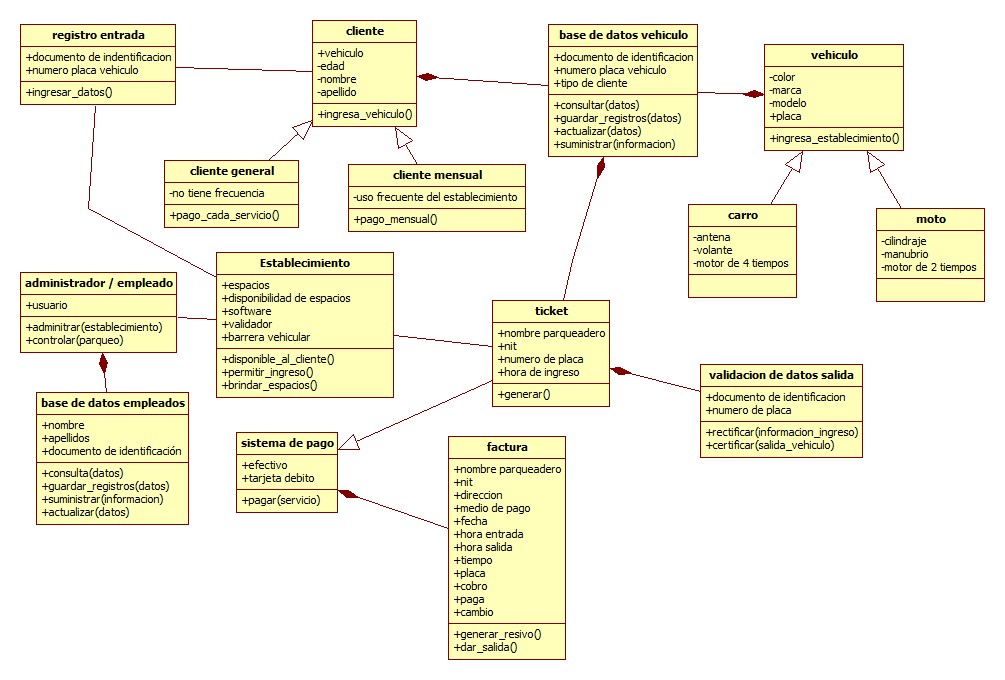 registro entrada
+documento de indentificacion
+numero placa vehiculo
+ingresar_datos()
cliente
+vehiculo
-edad
-nombre
-apellido
+ingresa_vehiculo()
base de datos vehiculo
+documento de identificacion
+numero placa vehiculo
+tipo de cliente
+consultar(datos)
+guardar_registros(datos)
+actualizar(datos)
+suministrar(informacion)
vehiculo
-color
-marca
-modelo
+placa
+ingresa_establecimiento()
cliente general
-no tiene frecuencia
+pago_cada_servicio()
cliente mensual
-uso frecuente del establecimiento
+pago_mensual()
carro
-antena
-volante
-motor de 4 tiempos
moto
-cilindraje
-manubrio
-motor de 2 tiempos
administrador / empleado
+usuario
+adminitrar(establecimiento)
+controlar(parqueo)
Establecimiento
+espacios
+disponibilidad de espacios
+software
+validador
+barrera vehicular
+disponible_al_cliente()
+permitir_ingreso()
+brindar_espacios()
ticket
+nombre parqueadero
+nit
+numero de placa
+hora de ingreso
+generar()
validacion de datos salida
+documento de identificacion
+numero de placa
+rectificar(informacion_ingreso)
+certificar(salida_vehiculo)
base de datos empleados
+nombre
+apellidos
+documento de identificación
+consulta(datos)
+guardar_registros(datos)
+suministrar(informacion)
+actualizar(datos)
sistema de pago
+efectivo
+tarjeta debito
+pagar(servicio)
factura
+nombre parqueadero
+nit
+direccion
+medio de pago
+fecha
+hora entrada
+hora salida
+tiempo
+placa
+cobro
+paga
+cambio
+generar_resivo()
+dar_salida()